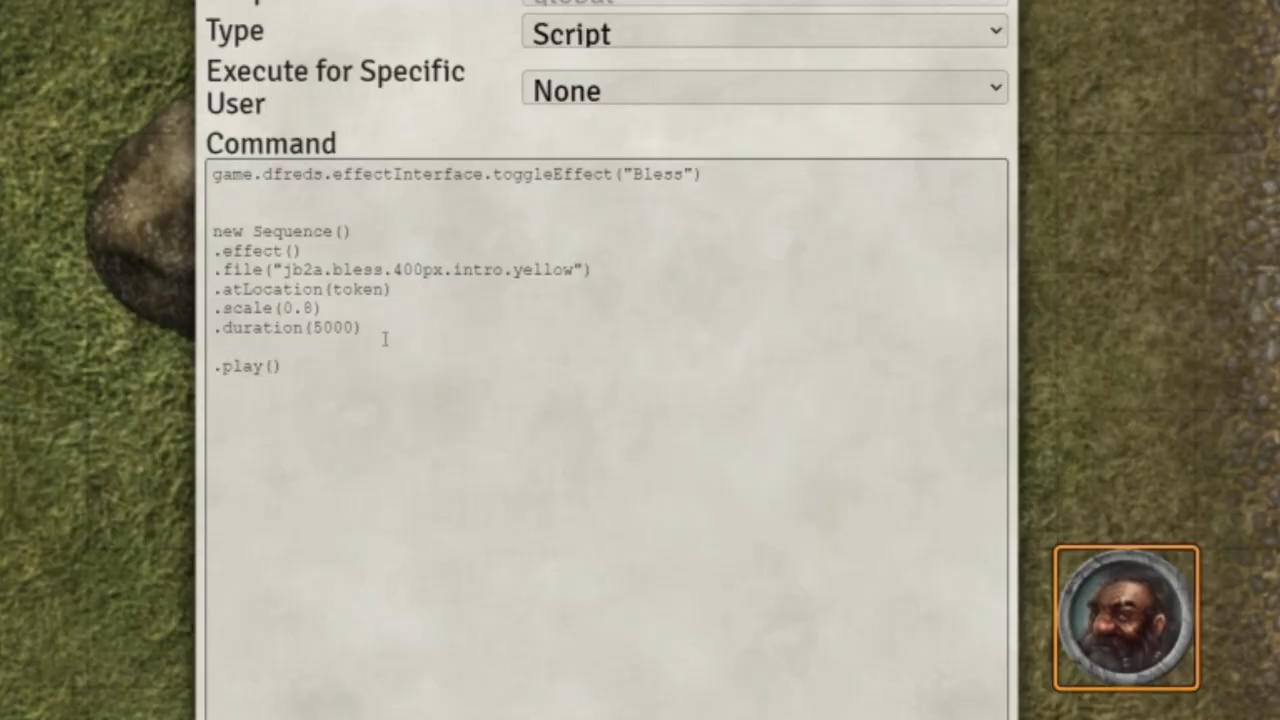 global
Type
Script
Execute for Specific
User
None
Command
game.dfreds.effectInterface.toggleEffect("Bless")
new Sequence()
.effect()
.file("jb2a.bless.400px.intro.yellow")
.atLocation(token)
.scale(0.8)
.duration(5000)
.play()